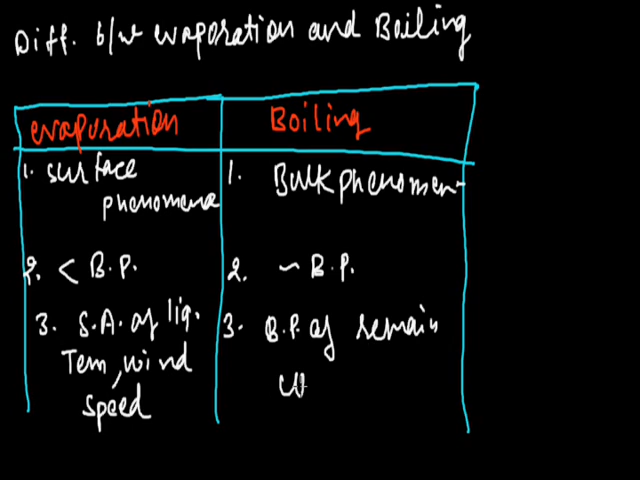 Diff. b/w evaporation and Boiling
evaporation
Boiling
1. surface
phenomena
1. Bulk phenomen
2. < B.P.
2. ~ B.P.
3. S.A. of liq.
Tem, wind
speed
3. B.P. of remain